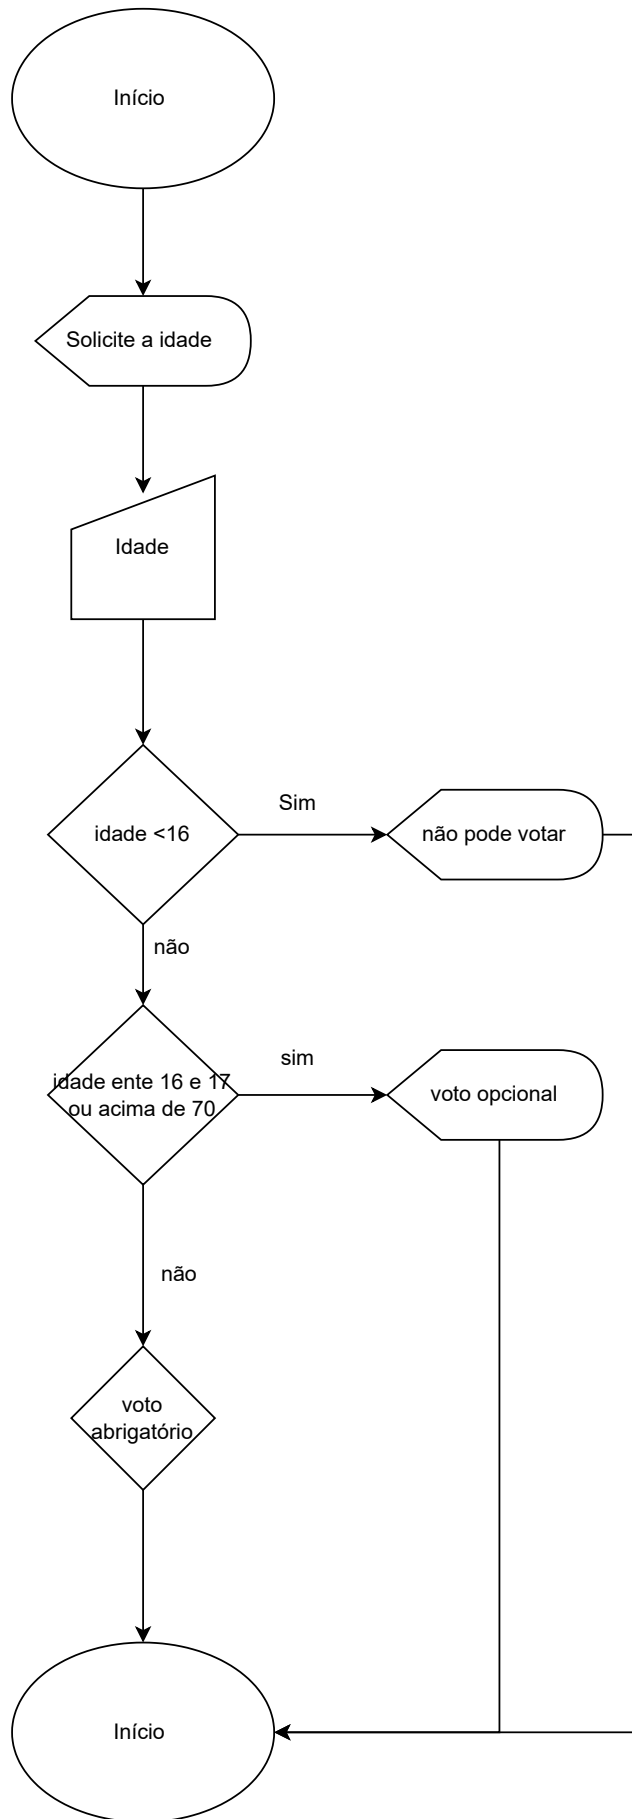 Início
Solicite a idade
Idade
idade <16
Sim
não pode votar
não
idade ente 16 e 17
ou acima de 70
sim
voto opcional
não
voto
abrigatório
Início